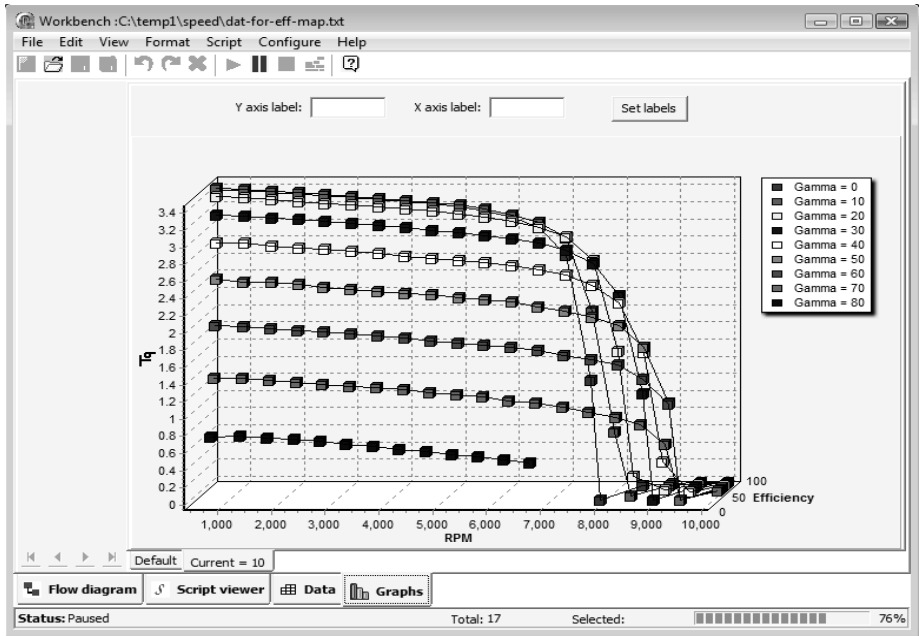 Workbench :C:\temp1\speed\dat-for-eff-map.txt
File Edit View Format Script Configure Help
Y axis label: X axis label: Set labels
Gamma = 0
Gamma = 10
Gamma = 20
Gamma = 30
Gamma = 40
Gamma = 50
Gamma = 60
Gamma = 70
Gamma = 80
3.4
3.2
3
2.8
2.6
2.4
2.2
2
1.8
1.6
1.4
1.2
1
0.8
0.6
0.4
0.2
0
Tq
100
50 Efficiency
0
1,000 2,000 3,000 4,000 5,000 6,000 7,000 8,000 9,000 10,000
RPM
Default Current = 10
Flow diagram Script viewer Data Graphs
Status: Paused Total: 17 Selected: 76%